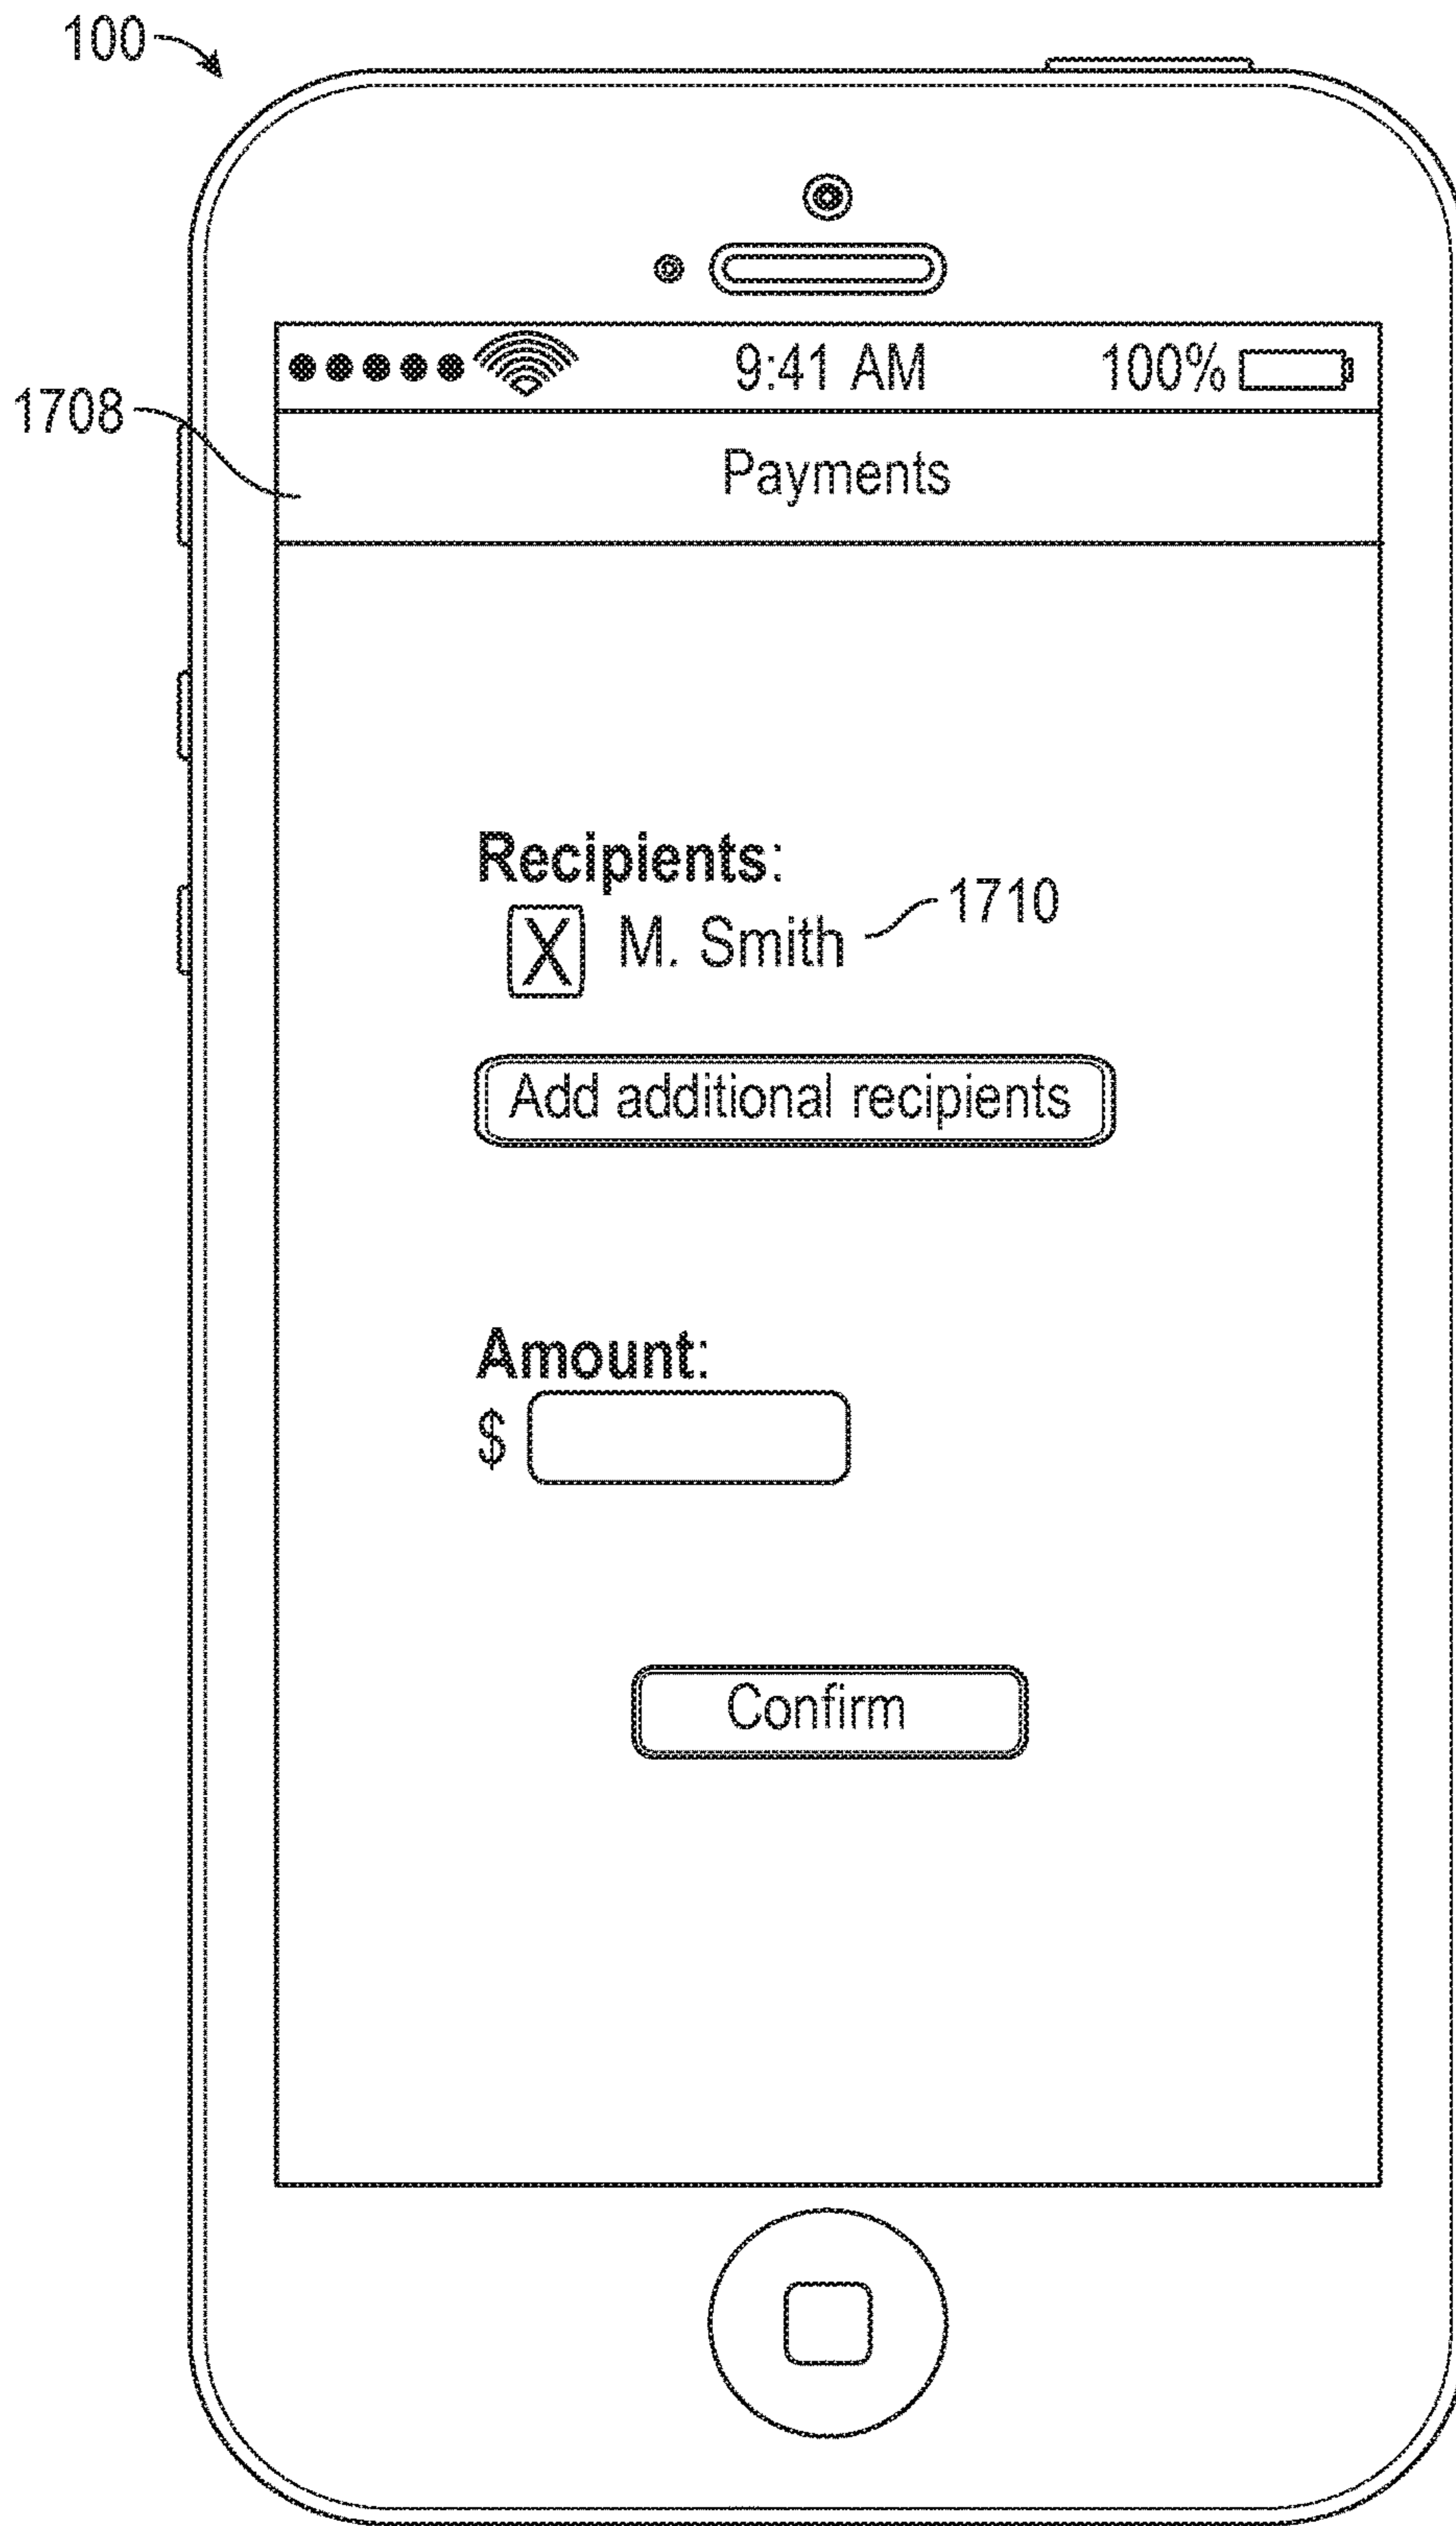 100
9:41 AM 100%
1708
Payments
Recipients:
1710
X M. Smith
Add additional recipients
Amount:
$
Confirm